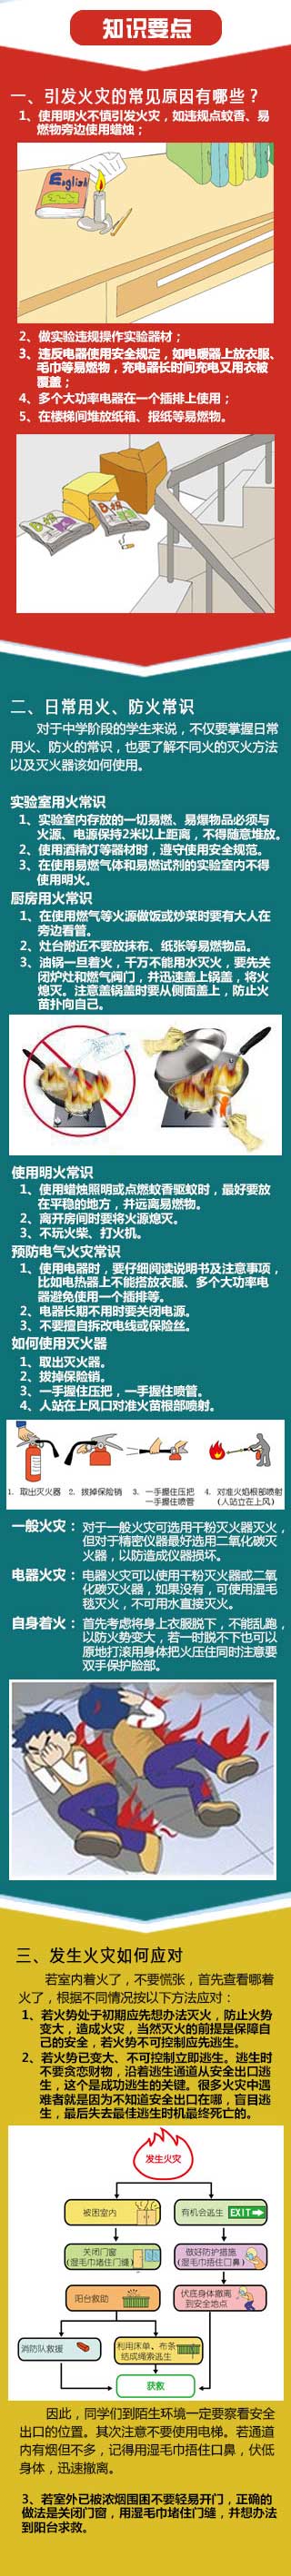 知识要点
一、引发火灾的常见原因有哪些？
1、使用明火不慎引发火灾，如违规点蚊香、易
燃物旁边使用蜡烛；
English
2、做实验违规操作实验器材；
3、违反电器使用安全规定，如电暖器上放衣服、
毛巾等易燃物，充电器长时间充电又用衣被
覆盖；
4、多个大功率电器在一个插排上使用；
5、在楼梯间堆放纸箱、报纸等易燃物。
二、日常用火、防火常识
对于中学阶段的学生来说，不仅要掌握日常
用火、防火的常识，也要了解不同火的灭火方法
以及灭火器该如何使用。
实验室用火常识
1、实验室内存放的一切易燃、易爆物品必须与
火源、电源保持2米以上距离，不得随意堆放。
2、使用酒精灯等器材时，遵守使用安全规范。
3、在使用易燃气体和易燃试剂的实验室内不得
使用明火。
厨房用火常识
1、在使用燃气等火源做饭或炒菜时要有大人在
旁边看管。
2、灶台附近不要放抹布、纸张等易燃物品。
3、油锅一旦着火，千万不能用水灭火，要先关
闭炉灶和燃气阀门，并迅速盖上锅盖，将火
熄灭。注意盖锅盖时要从侧面盖上，防止火
苗扑向自己。
使用明火常识
1、使用蜡烛照明或点燃蚊香驱蚊时，最好要放
在平稳的地方，并远离易燃物。
2、离开房间时要将火源熄灭。
3、不玩火柴、打火机。
预防电气火灾常识
1、使用电器时，要仔细阅读说明书及注意事项，
比如电热器上不能搭放衣服、多个大功率电
器避免使用一个插排等。
2、电器长期不用时要关闭电源。
3、不要擅自拆改电线或保险丝。
如何使用灭火器
1、取出灭火器。
2、拔掉保险销。
3、一手握住压把，一手握住喷管。
4、人站在上风口对准火苗根部喷射。
1. 取出灭火器 2. 拔掉保险销 3. 一手握住压把 4. 对准火焰根部喷射
一手握住喷管 （人站立在上风）
一般火灾：对于一般火灾可选用干粉灭火器灭火，
但对于精密仪器最好选用二氧化碳灭
火器，以防造成仪器损坏。
电器火灾：电器火灾可以使用干粉灭火器或二氧
化碳灭火器，如果没有，可使用湿毛
毯灭火，不可用水直接灭火。
自身着火：首先考虑将身上衣服脱下，不能乱跑，
以防火势变大，若一时脱不下也可以
原地打滚用身体把火压住同时注意要
双手保护脸部。
三、发生火灾如何应对
若室内着火了，不要慌张，首先查看哪着
火了，根据不同情况按以下方法应对：
1、若火势处于初期应先想办法灭火，防止火势
变大，造成火灾，当然灭火的前提是保障自
己的安全，若火势不可控制应先逃生。
2、若火势已变大、不可控制立即逃生。逃生时
不要贪恋财物，沿着逃生通道从安全出口逃
生，这个是成功逃生的关键。很多火灾中遇
难者就是因为不知道安全出口在哪，盲目逃
生，最后失去最佳逃生时机最终死亡的。
发生火灾
被困室内
有机会逃生 EXIT
关闭门窗
（湿毛巾堵住门缝）
做好防护措施
（湿毛巾捂住口鼻）
阳台救助
伏底身体撤离
到安全地点
消防队救援
利用床单、布条
结成绳索逃生
获救
因此，同学们到陌生环境一定要察看安全
出口的位置。其次注意不要使用电梯。若通道
内有烟但不多，记得用湿毛巾捂住口鼻，伏低
身体，迅速撤离。
3、若室外已被浓烟围困不要轻易开门，正确的
做法是关闭门窗，用湿毛巾堵住门缝，并想办法
到阳台求救。